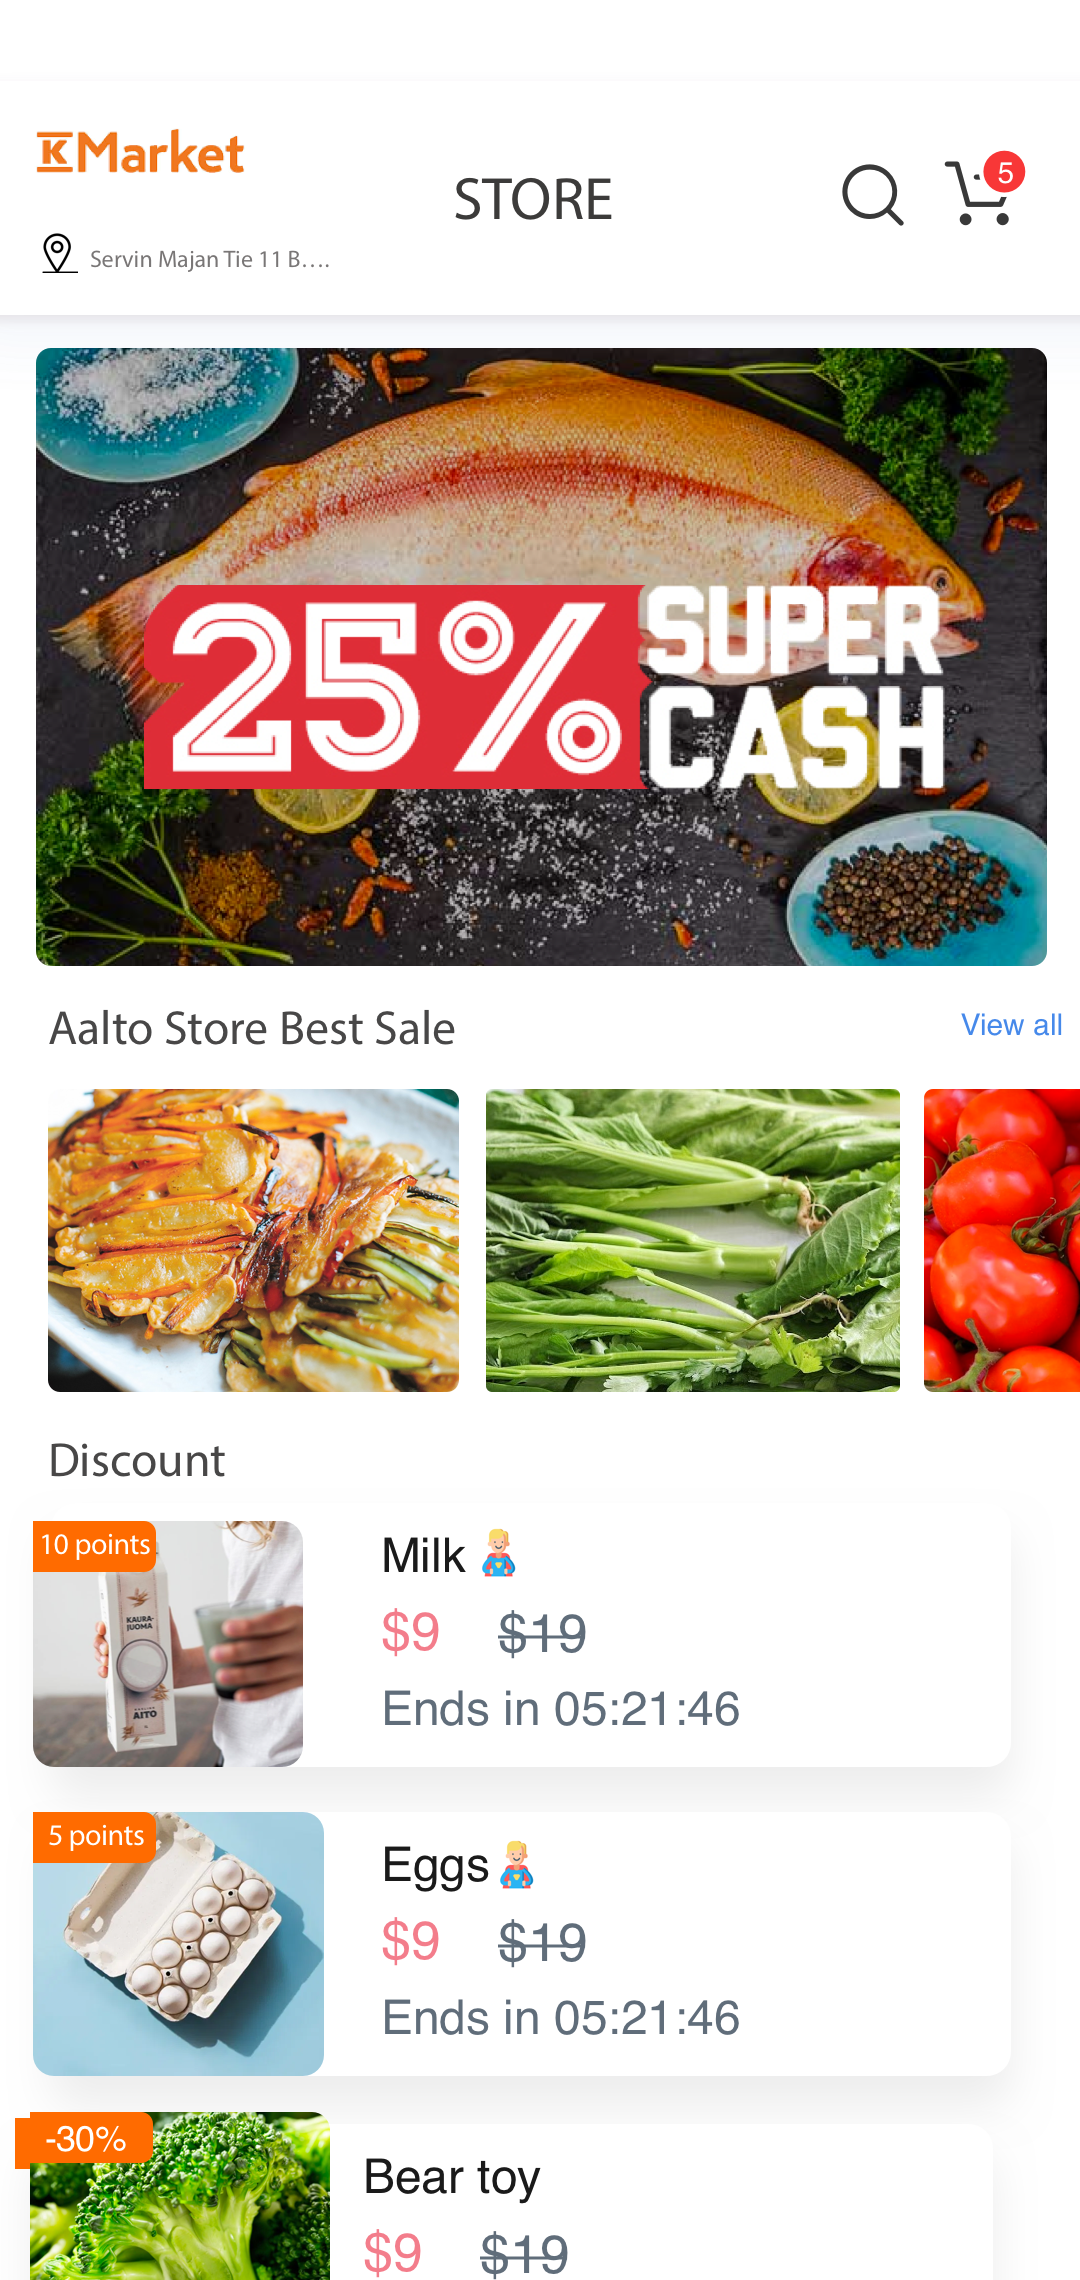 KMarket
STORE
5
Servin Majan Tie 11 B....
25% SUPER
CASH
Aalto Store Best Sale
View all
Discount
10 points
Milk
$9 $19
Ends in 05:21:46
KAURA-
JUOMA
AITO
5 points
Eggs
$9 $19
Ends in 05:21:46
-30%
Bear toy
$9 $19